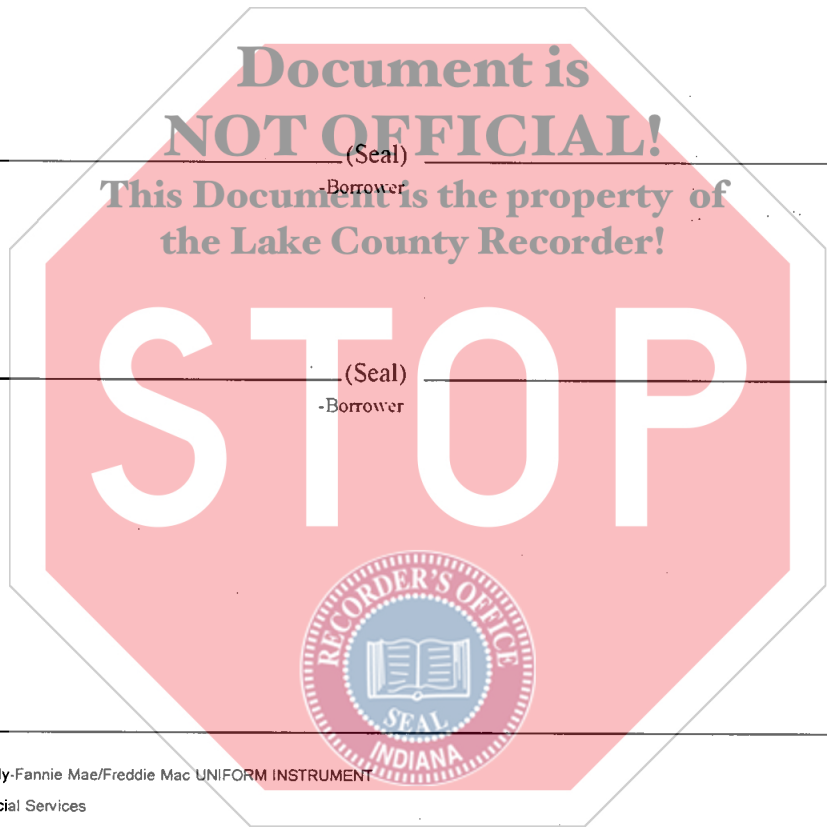 Document is
NOT OFFICIAL!
(Seal)
-Borrower
This Document is the property of
the Lake County Recorder!
STOP
(Seal)
-Borrower
RECORDER'S OFFICE
SEAL
INDIANA
ly-Fannie Mae/Freddie Mac UNIFORM INSTRUMENT
cial Services